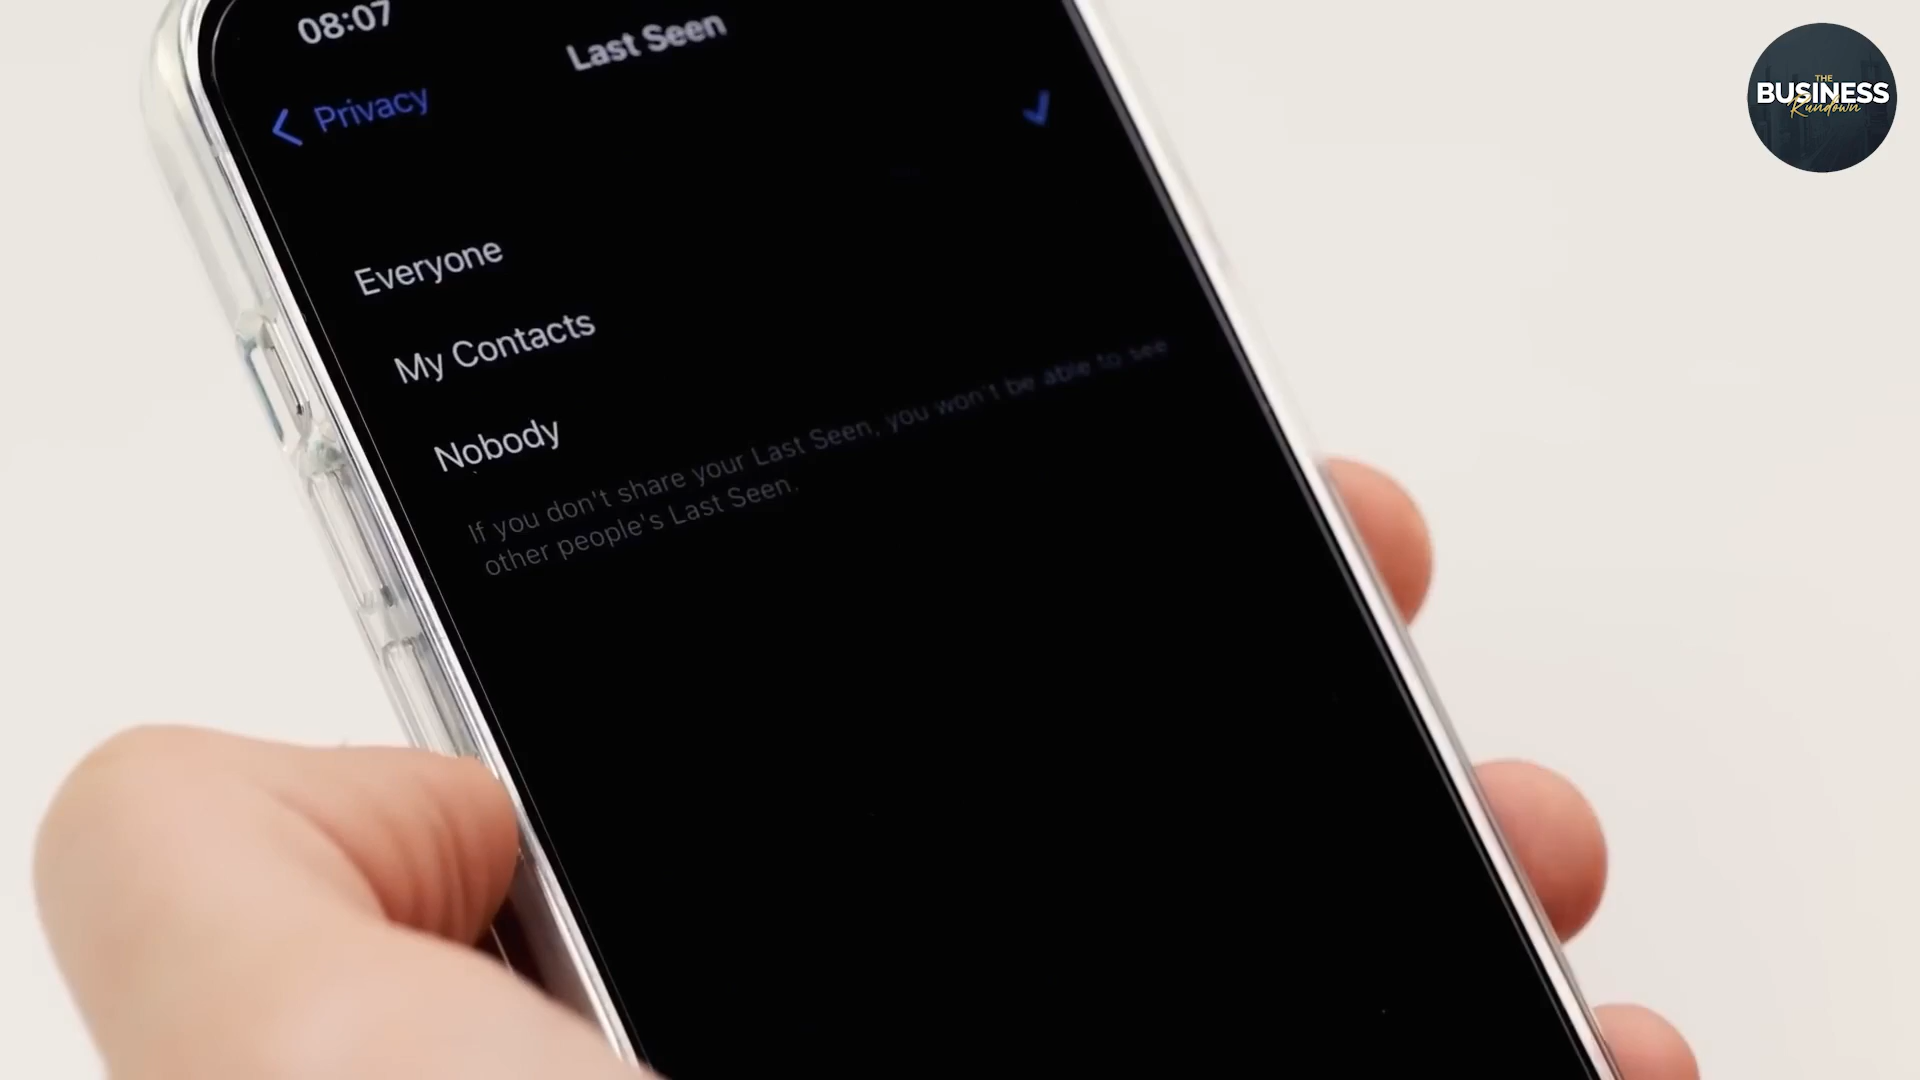 08:07
Last Seen
Privacy
Everyone
My Contacts
Nobody
If you don't share your Last Seen, you won't be able to see
other people's Last Seen.
THE
BUSINESS
Rundown